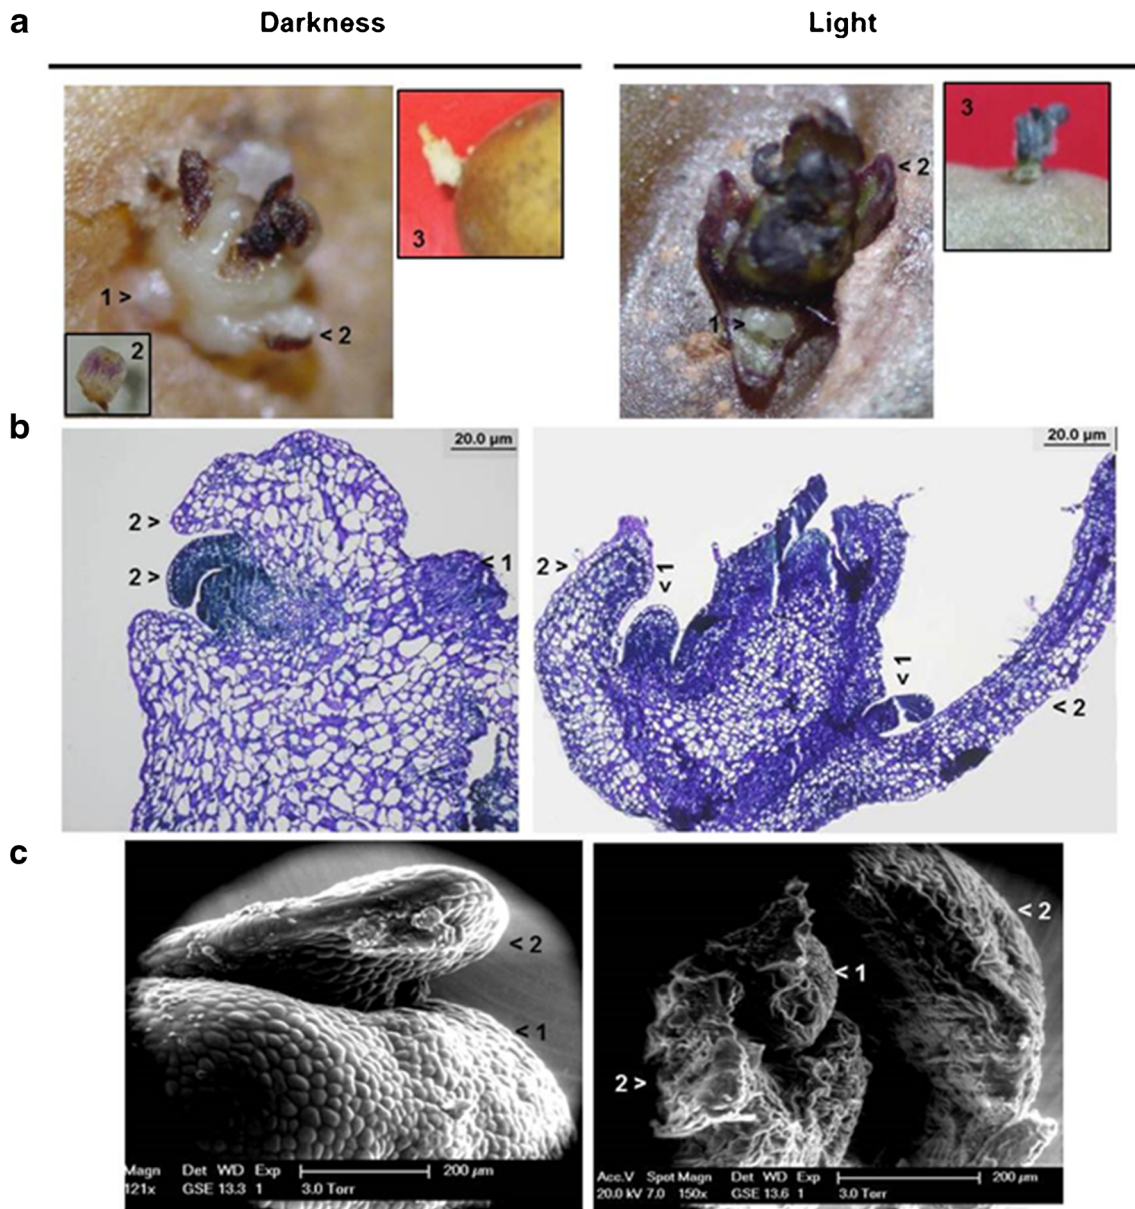 a
Darkness
Light
3
1 >
< 2
2
1 >
< 2
3
b
20.0 µm
2 >
2 >
< 1
20.0 µm
2 >
< 1
< 1
< 2
c
< 2
< 1
Magn Det WD Exp 200 µm
121x GSE 13.3 1 3.0 Torr
< 2
< 1
2 >
Acc.V Spot Magn Det WD Exp 200 µm
20.0 kV 7.0 150x GSE 13.6 1 3.0 Torr